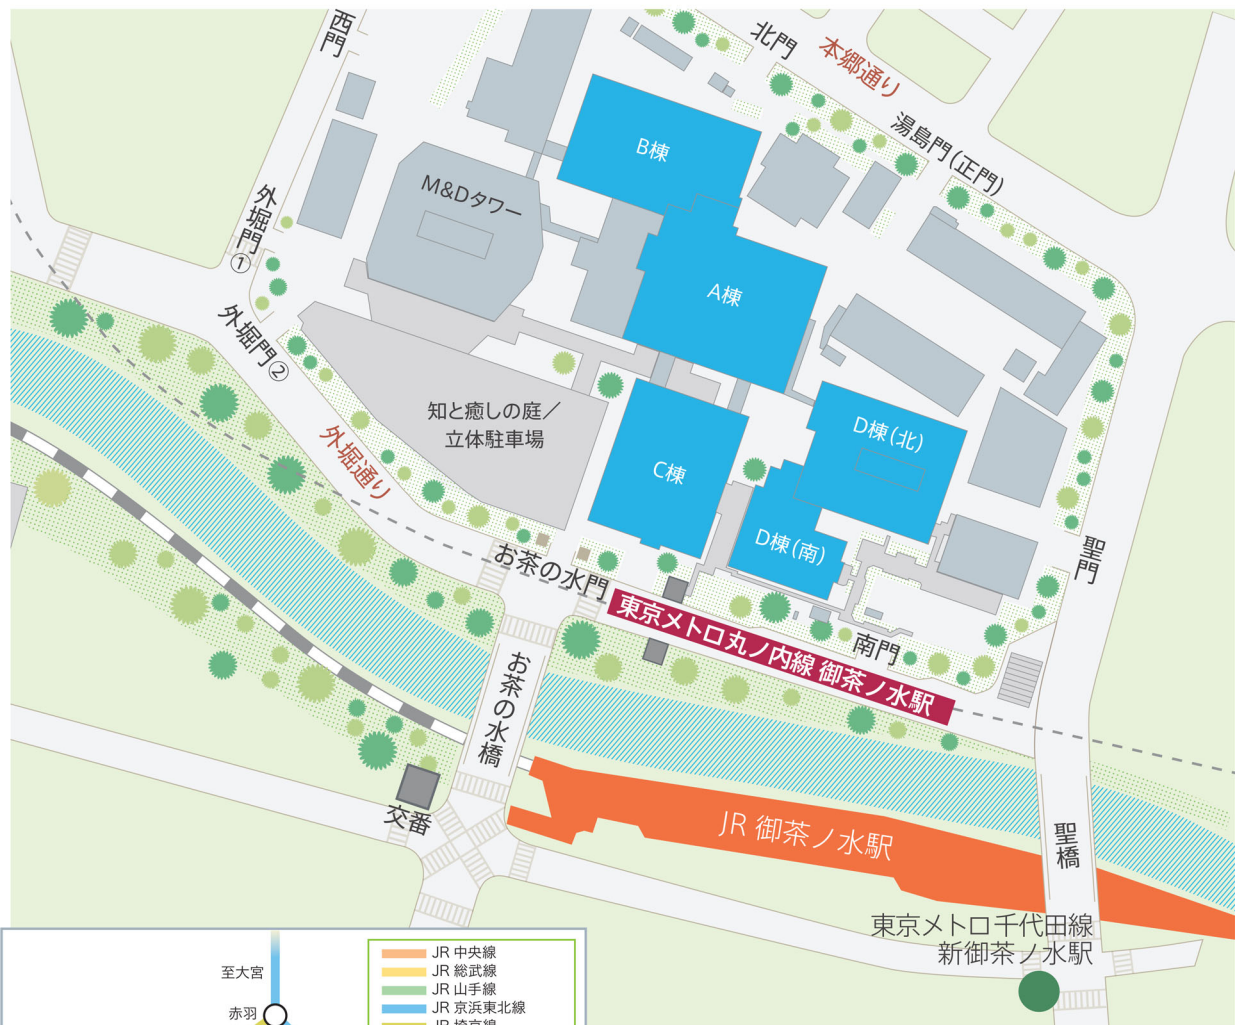 西門
北門
本郷通り
湯島門(正門)
B棟
M&Dタワー
外堀門①
A棟
外堀門②
知と癒しの庭／
立体駐車場
D棟(北)
外堀通り
C棟
D棟(南)
聖門
お茶の水門
東京メトロ丸ノ内線 御茶ノ水駅
南門
お茶の水橋
交番
JR 御茶ノ水駅
聖橋
東京メトロ千代田線
新御茶ノ水駅
至大宮
赤羽
JR 中央線
JR 総武線
JR 山手線
JR 京浜東北線
JR 埼京線